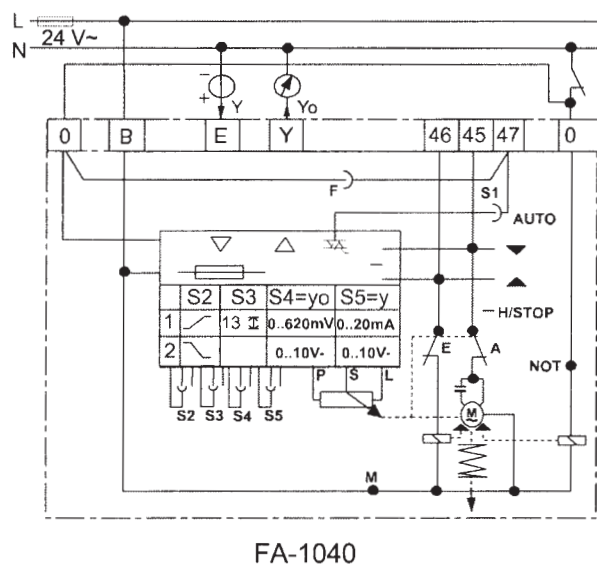 L
24 V~
N
−
+
Y
Yo
0
B
E
Y
46
45
47
0
F
S1
AUTO
S2
S3
S4=yo
S5=y
1
13
0..620mV
0..20mA
2
0..10V-
0..10V-
− H/STOP
P
S
L
E
A
NOT
S2
S3
S4
S5
M
M
FA-1040